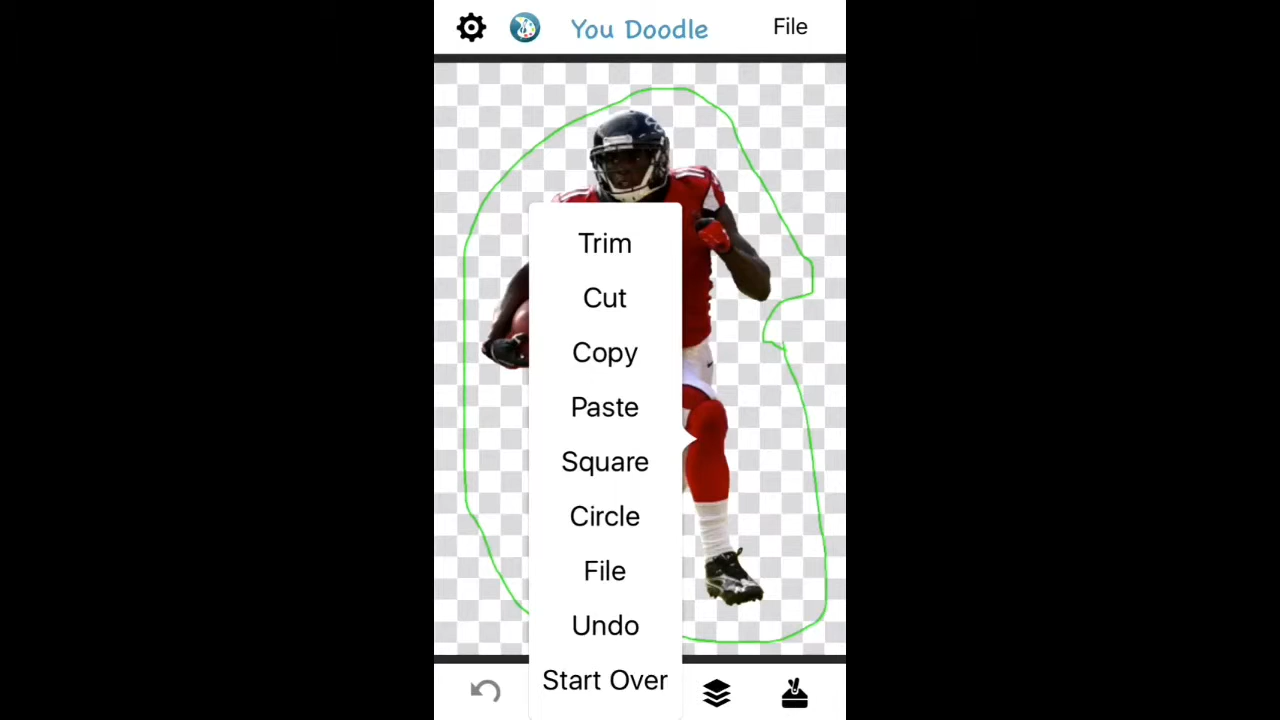 You Doodle
File
Trim
Cut
Copy
Paste
Square
Circle
File
Undo
Start Over